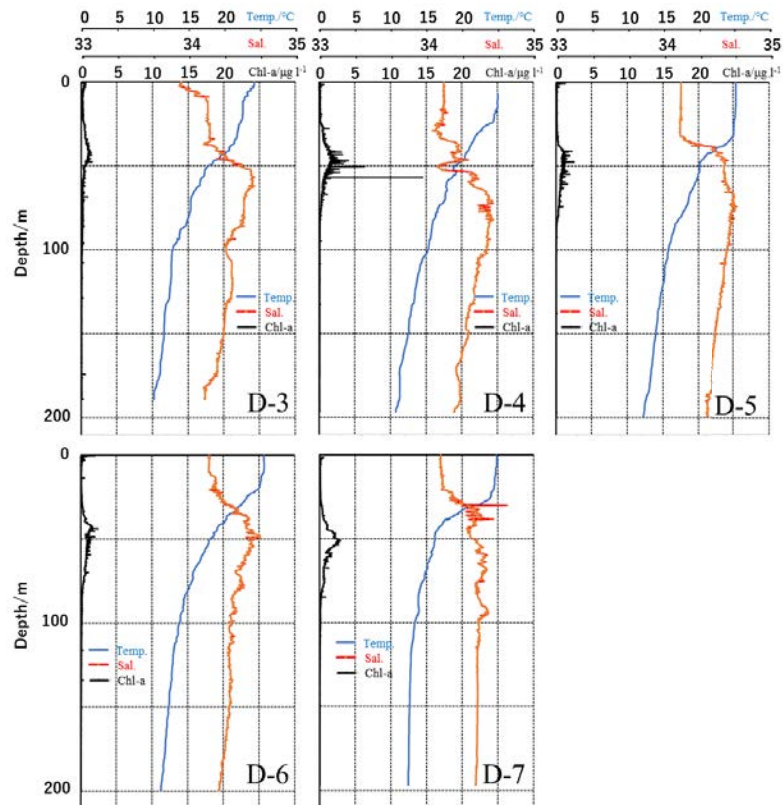 0 5 10 15 20 25 Temp./°C
33 34 Sal. 35
0 5 10 15 20 Chl-a/μg l-1
0 5 10 15 20 25 Temp./°C
33 34 Sal. 35
0 5 10 15 20 Chl-a/μg l-1
0 5 10 15 20 25 Temp./°C
33 34 Sal. 35
0 5 10 15 20 Chl-a/μg l-1
0
100
200
Depth/m
Temp.
Sal.
Chl-a
D-3
Temp.
Sal.
Chl-a
D-4
Temp.
Sal.
Chl-a
D-5
0
100
200
Depth/m
Temp.
Sal.
Chl-a
D-6
Temp.
Sal.
Chl-a
D-7